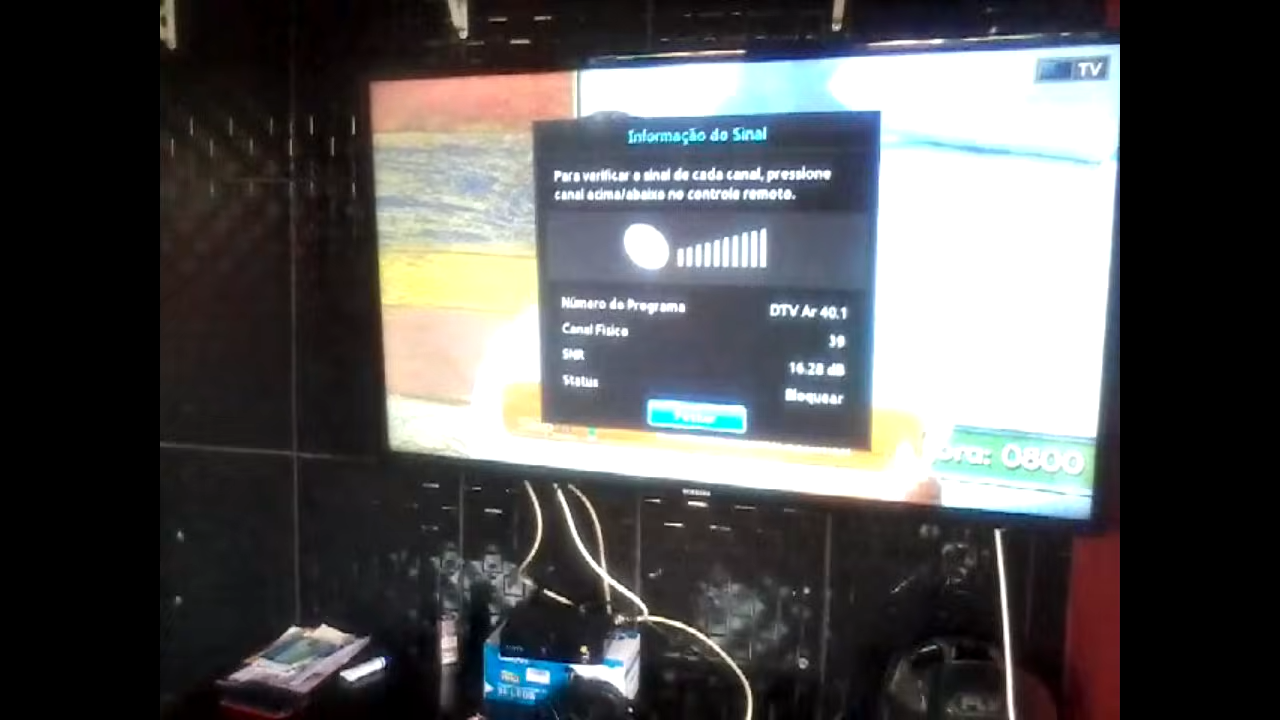 TV
Informação do Sinal
Para verificar o sinal de cada canal, pressione
canal acima/abaixo no controle remoto.
Número do Programa DTV Ar 40.1
Canal Físico 39
SNR 16.28 dB
Status Bloquear
ora: 0800
SAMSUNG